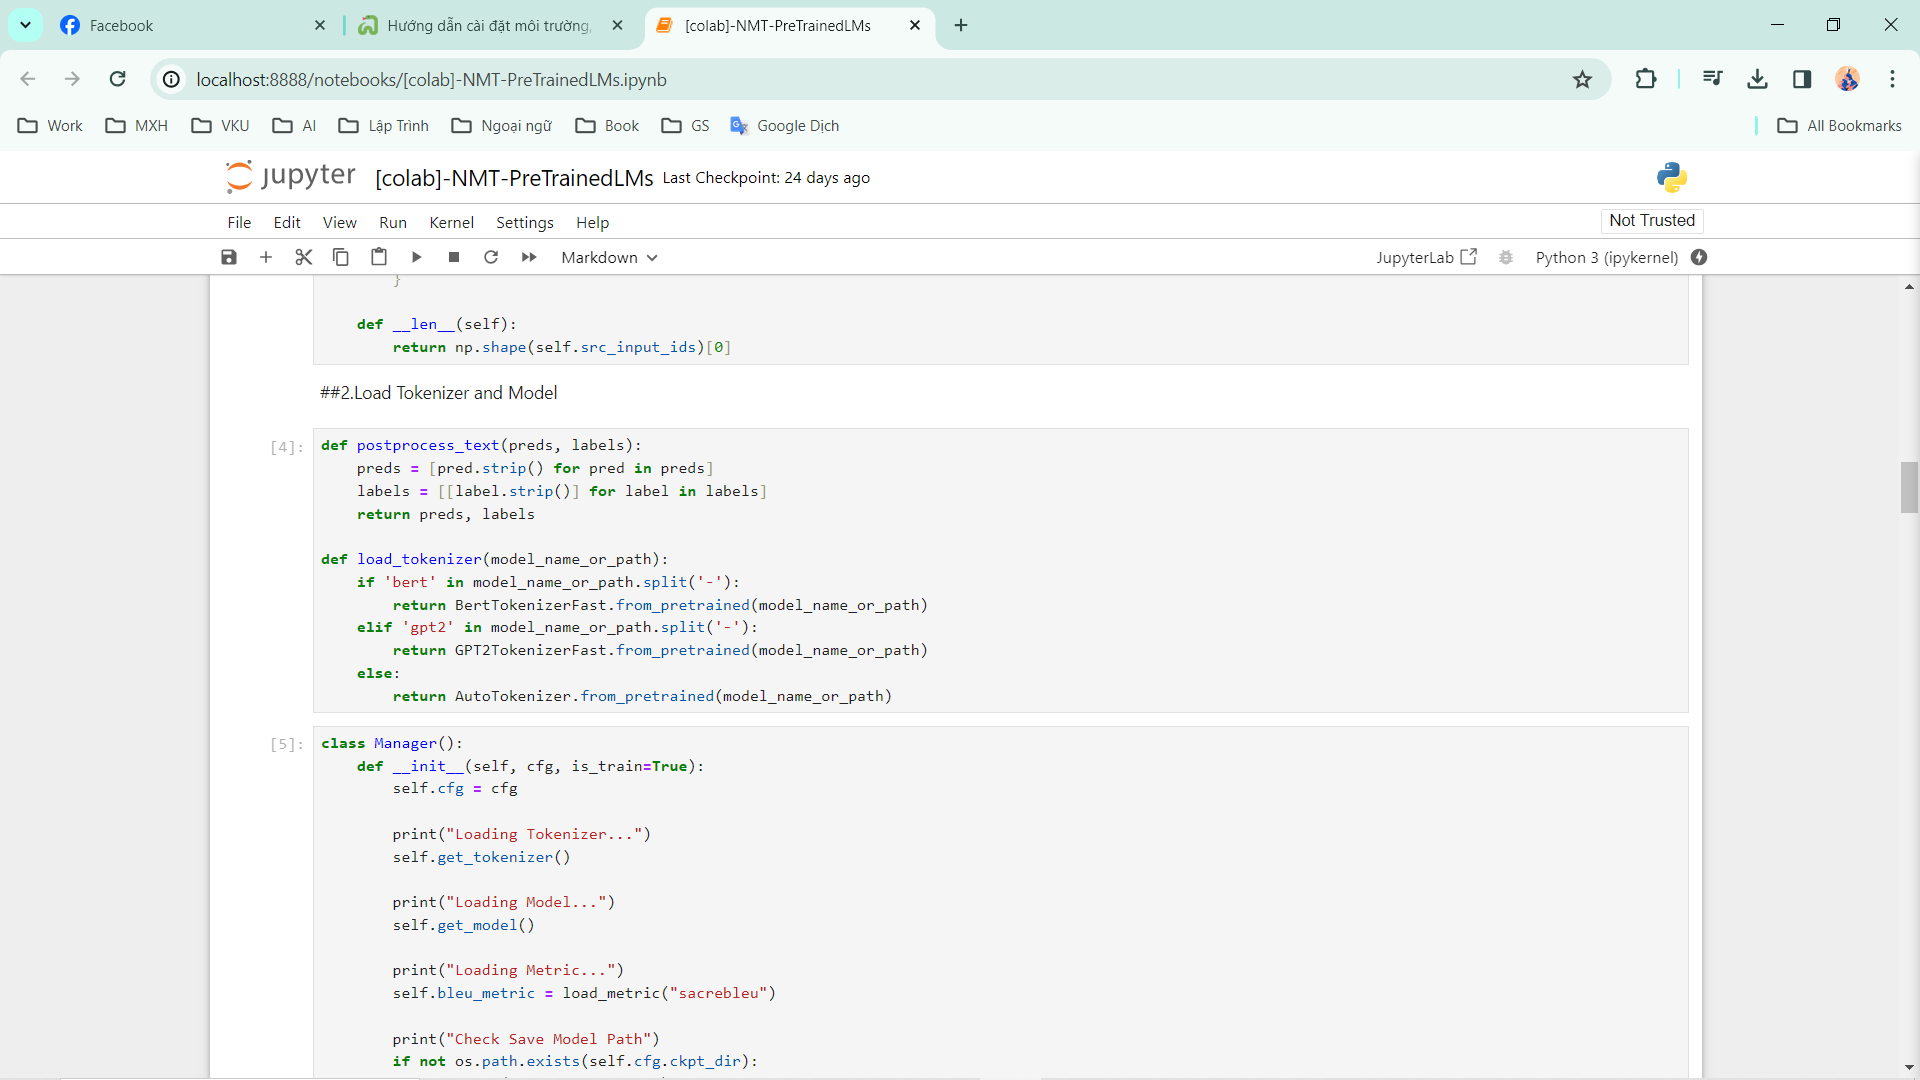 Facebook
Hướng dẫn cài đặt môi trường,
[colab]-NMT-PreTrainedLMs
localhost:8888/notebooks/[colab]-NMT-PreTrainedLMs.ipynb
Work
MXH
VKU
AI
Lập Trình
Ngoại ngữ
Book
GS
Google Dịch
All Bookmarks
jupyter
[colab]-NMT-PreTrainedLMs Last Checkpoint: 24 days ago
File Edit View Run Kernel Settings Help
Not Trusted
Markdown
JupyterLab
Python 3 (ipykernel)
}
def __len__(self):
return np.shape(self.src_input_ids)[0]
##2.Load Tokenizer and Model
[4]:
def postprocess_text(preds, labels):
preds = [pred.strip() for pred in preds]
labels = [[label.strip()] for label in labels]
return preds, labels
def load_tokenizer(model_name_or_path):
if 'bert' in model_name_or_path.split('-'):
return BertTokenizerFast.from_pretrained(model_name_or_path)
elif 'gpt2' in model_name_or_path.split('-'):
return GPT2TokenizerFast.from_pretrained(model_name_or_path)
else:
return AutoTokenizer.from_pretrained(model_name_or_path)
[5]:
class Manager():
def __init__(self, cfg, is_train=True):
self.cfg = cfg
print("Loading Tokenizer...")
self.get_tokenizer()
print("Loading Model...")
self.get_model()
print("Loading Metric...")
self.bleu_metric = load_metric("sacrebleu")
print("Check Save Model Path")
if not os.path.exists(self.cfg.ckpt_dir):